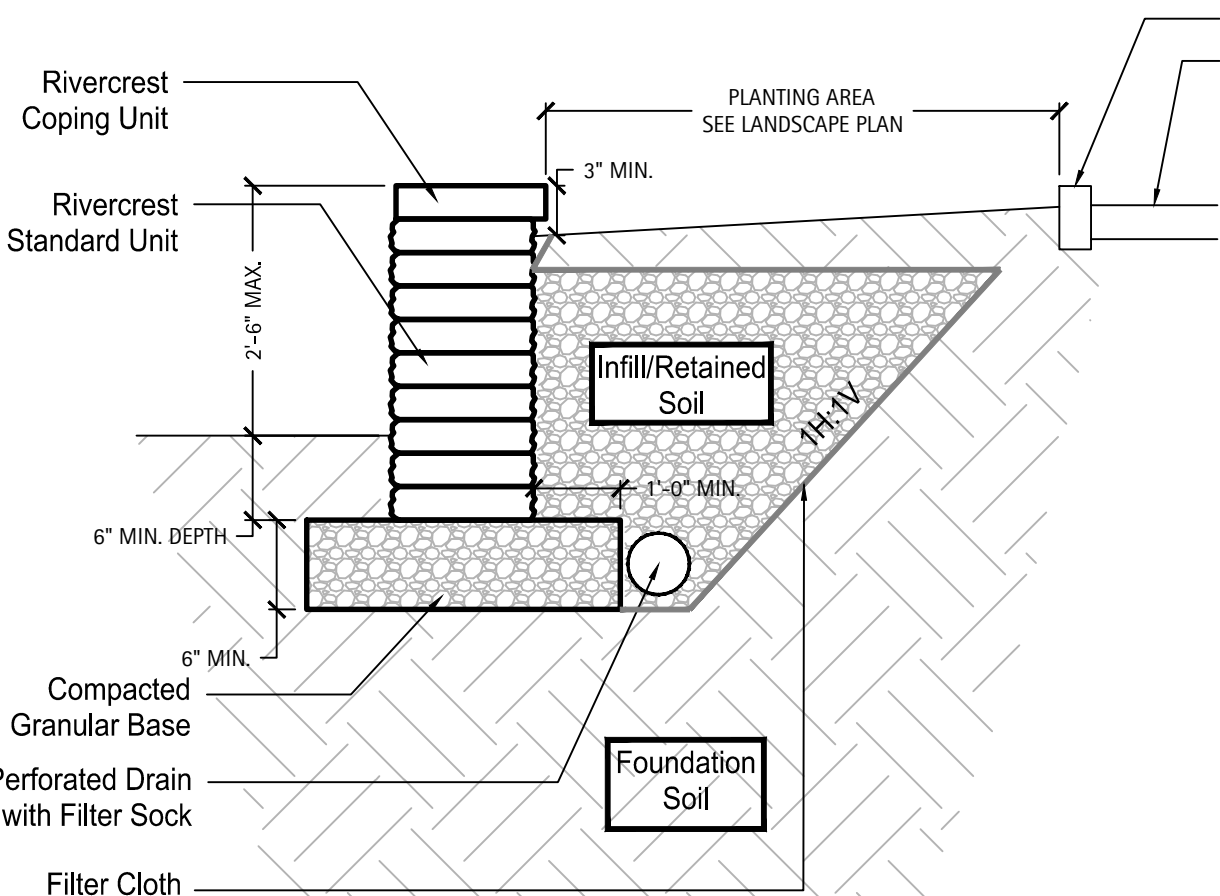 Rivercrest
Coping Unit
PLANTING AREA
SEE LANDSCAPE PLAN
3" MIN.
Rivercrest
Standard Unit
2'-6" MAX.
Infill/Retained
Soil
1H:1V
1'-0" MIN.
6" MIN. DEPTH
6" MIN.
Compacted
Granular Base
Perforated Drain
with Filter Sock
Foundation
Soil
Filter Cloth